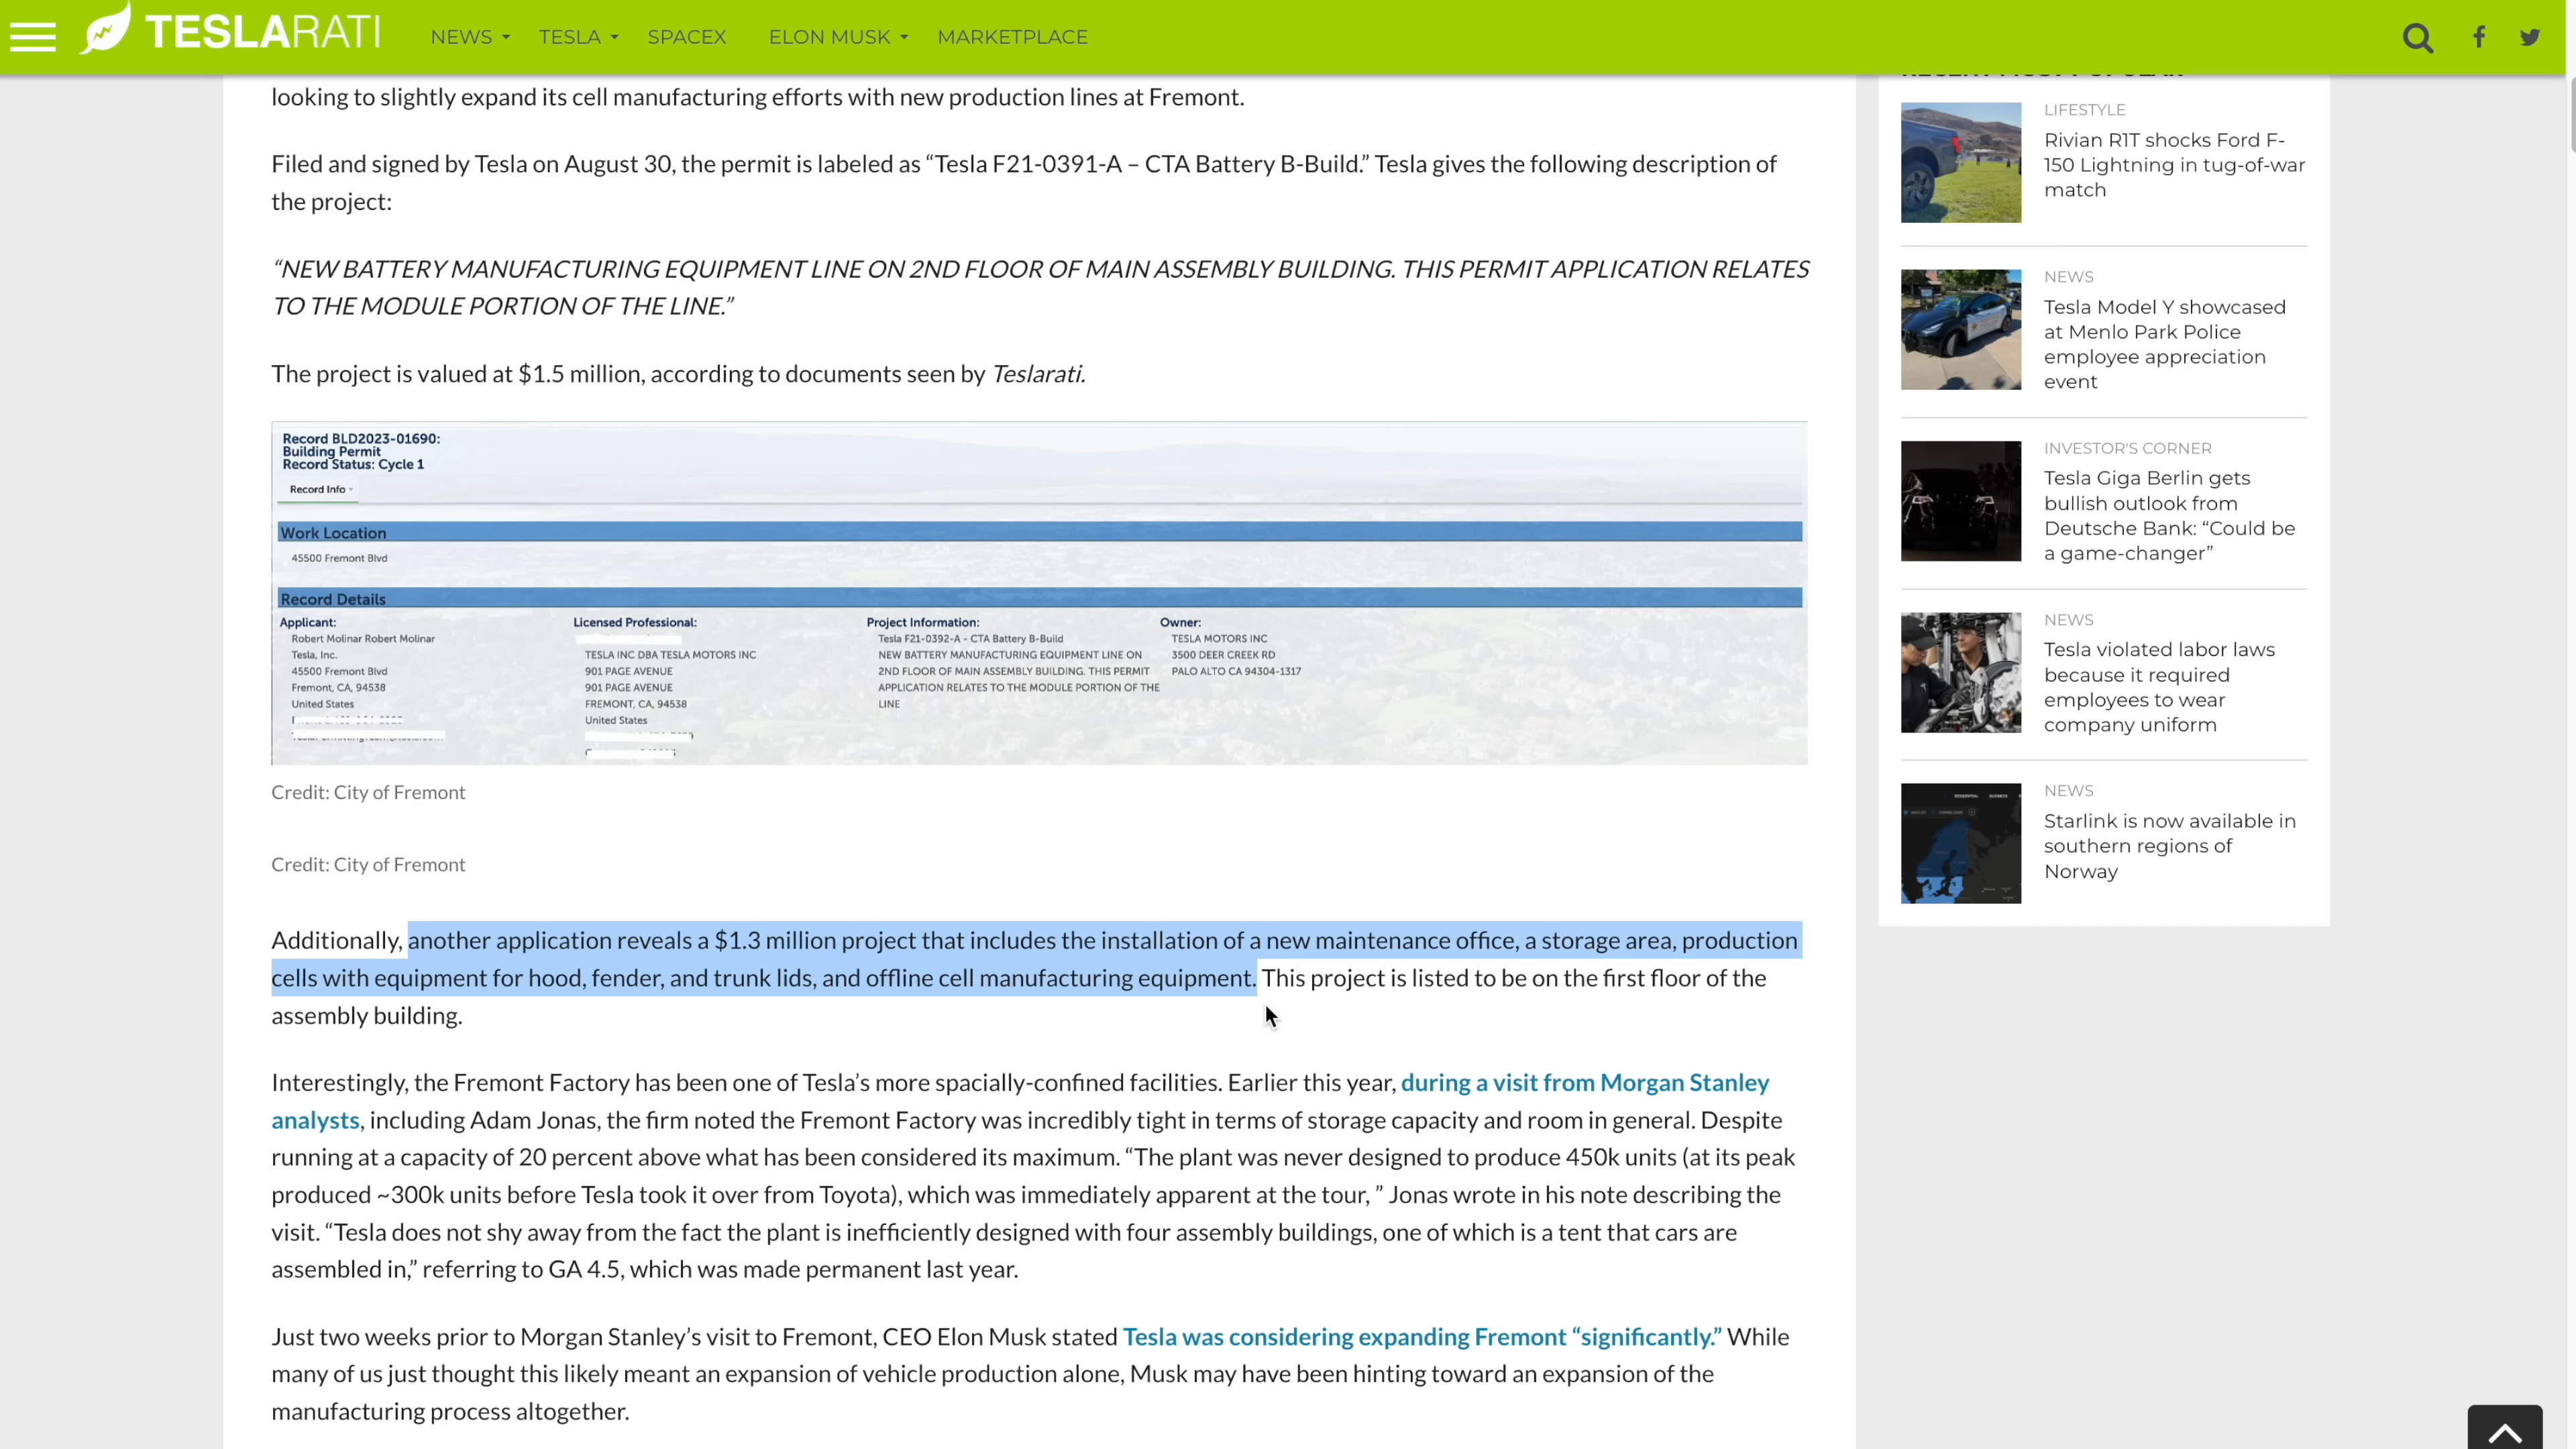 TESLARATI
NEWS
TESLA
SPACEX
ELON MUSK
MARKETPLACE
looking to slightly expand its cell manufacturing efforts with new production lines at Fremont.
Filed and signed by Tesla on August 30, the permit is labeled as “Tesla F21-0391-A – CTA Battery B-Build.” Tesla gives the following description of
the project:
“NEW BATTERY MANUFACTURING EQUIPMENT LINE ON 2ND FLOOR OF MAIN ASSEMBLY BUILDING. THIS PERMIT APPLICATION RELATES
TO THE MODULE PORTION OF THE LINE.”
The project is valued at $1.5 million, according to documents seen by Teslarati.
Record BLD2023-01690:
Building Permit
Record Status: Cycle 1
Record Info
Work Location
45500 Fremont Blvd
Record Details
Applicant:
Robert Molinar Robert Molinar
Tesla, Inc.
45500 Fremont Blvd
Fremont, CA, 94538
United States
Licensed Professional:
TESLA INC DBA TESLA MOTORS INC
901 PAGE AVENUE
901 PAGE AVENUE
FREMONT, CA, 94538
United States
Project Information:
Tesla F21-0392-A - CTA Battery B-Build
NEW BATTERY MANUFACTURING EQUIPMENT LINE ON
2ND FLOOR OF MAIN ASSEMBLY BUILDING. THIS PERMIT
APPLICATION RELATES TO THE MODULE PORTION OF THE
LINE
Owner:
TESLA MOTORS INC
3500 DEER CREEK RD
PALO ALTO CA 94304-1317
Credit: City of Fremont
Credit: City of Fremont
Additionally, another application reveals a $1.3 million project that includes the installation of a new maintenance office, a storage area, production
cells with equipment for hood, fender, and trunk lids, and offline cell manufacturing equipment. This project is listed to be on the first floor of the
assembly building.
Interestingly, the Fremont Factory has been one of Tesla’s more spacially-confined facilities. Earlier this year, during a visit from Morgan Stanley
analysts, including Adam Jonas, the firm noted the Fremont Factory was incredibly tight in terms of storage capacity and room in general. Despite
running at a capacity of 20 percent above what has been considered its maximum. “The plant was never designed to produce 450k units (at its peak
produced ~300k units before Tesla took it over from Toyota), which was immediately apparent at the tour, ” Jonas wrote in his note describing the
visit. “Tesla does not shy away from the fact the plant is inefficiently designed with four assembly buildings, one of which is a tent that cars are
assembled in,” referring to GA 4.5, which was made permanent last year.
Just two weeks prior to Morgan Stanley’s visit to Fremont, CEO Elon Musk stated Tesla was considering expanding Fremont “significantly.” While
many of us just thought this likely meant an expansion of vehicle production alone, Musk may have been hinting toward an expansion of the
manufacturing process altogether.
LIFESTYLE
Rivian R1T shocks Ford F-
150 Lightning in tug-of-war
match
NEWS
Tesla Model Y showcased
at Menlo Park Police
employee appreciation
event
INVESTOR'S CORNER
Tesla Giga Berlin gets
bullish outlook from
Deutsche Bank: “Could be
a game-changer”
NEWS
Tesla violated labor laws
because it required
employees to wear
company uniform
NEWS
Starlink is now available in
southern regions of
Norway